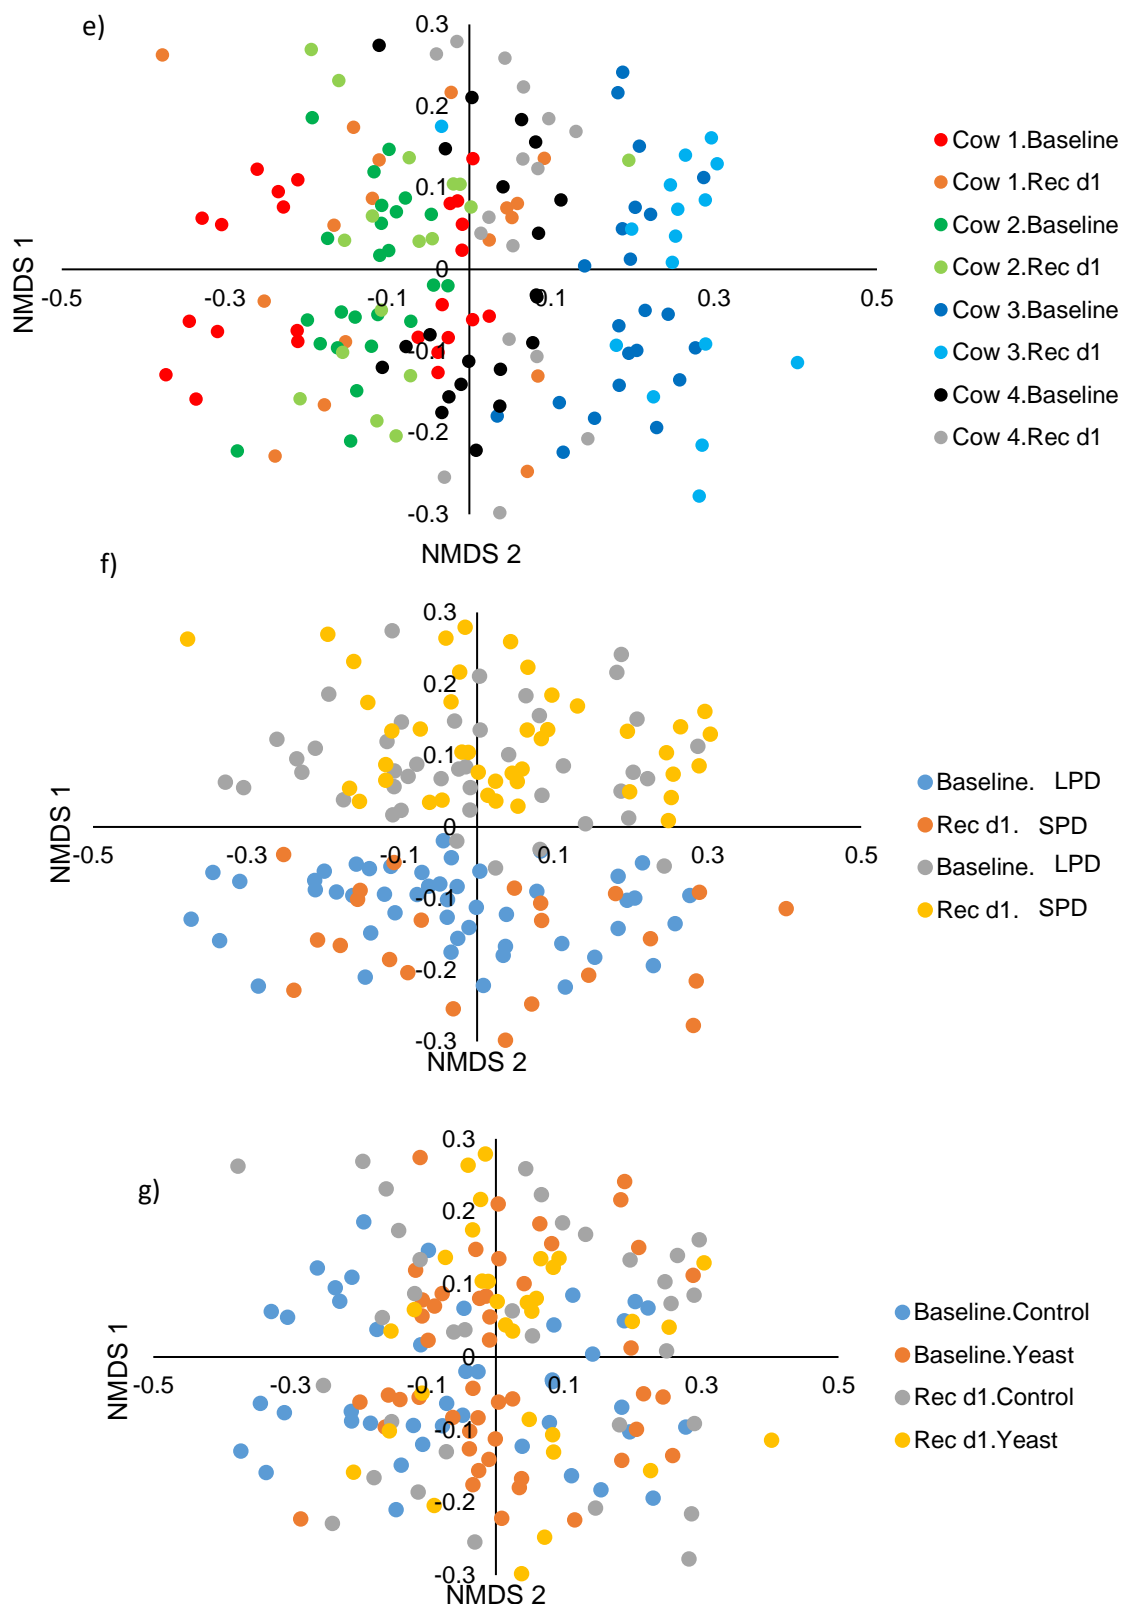 e)
0.3
0.2
0.1
0
-0.5
-0.3
-0.1
0.1
0.3
0.5
-0.1
-0.2
-0.3
NMDS 1
NMDS 2
Cow 1.Baseline
Cow 1.Rec d1
Cow 2.Baseline
Cow 2.Rec d1
Cow 3.Baseline
Cow 3.Rec d1
Cow 4.Baseline
Cow 4.Rec d1
f)
0.3
0.2
0.1
0
-0.5
-0.3
-0.1
0.1
0.3
0.5
-0.1
-0.2
-0.3
NMDS 1
NMDS 2
Baseline. LPD
Rec d1. SPD
Baseline. LPD
Rec d1. SPD
g)
0.3
0.2
0.1
0
-0.5
-0.3
-0.1
0.1
0.3
0.5
-0.1
-0.2
-0.3
NMDS 1
NMDS 2
Baseline.Control
Baseline.Yeast
Rec d1.Control
Rec d1.Yeast